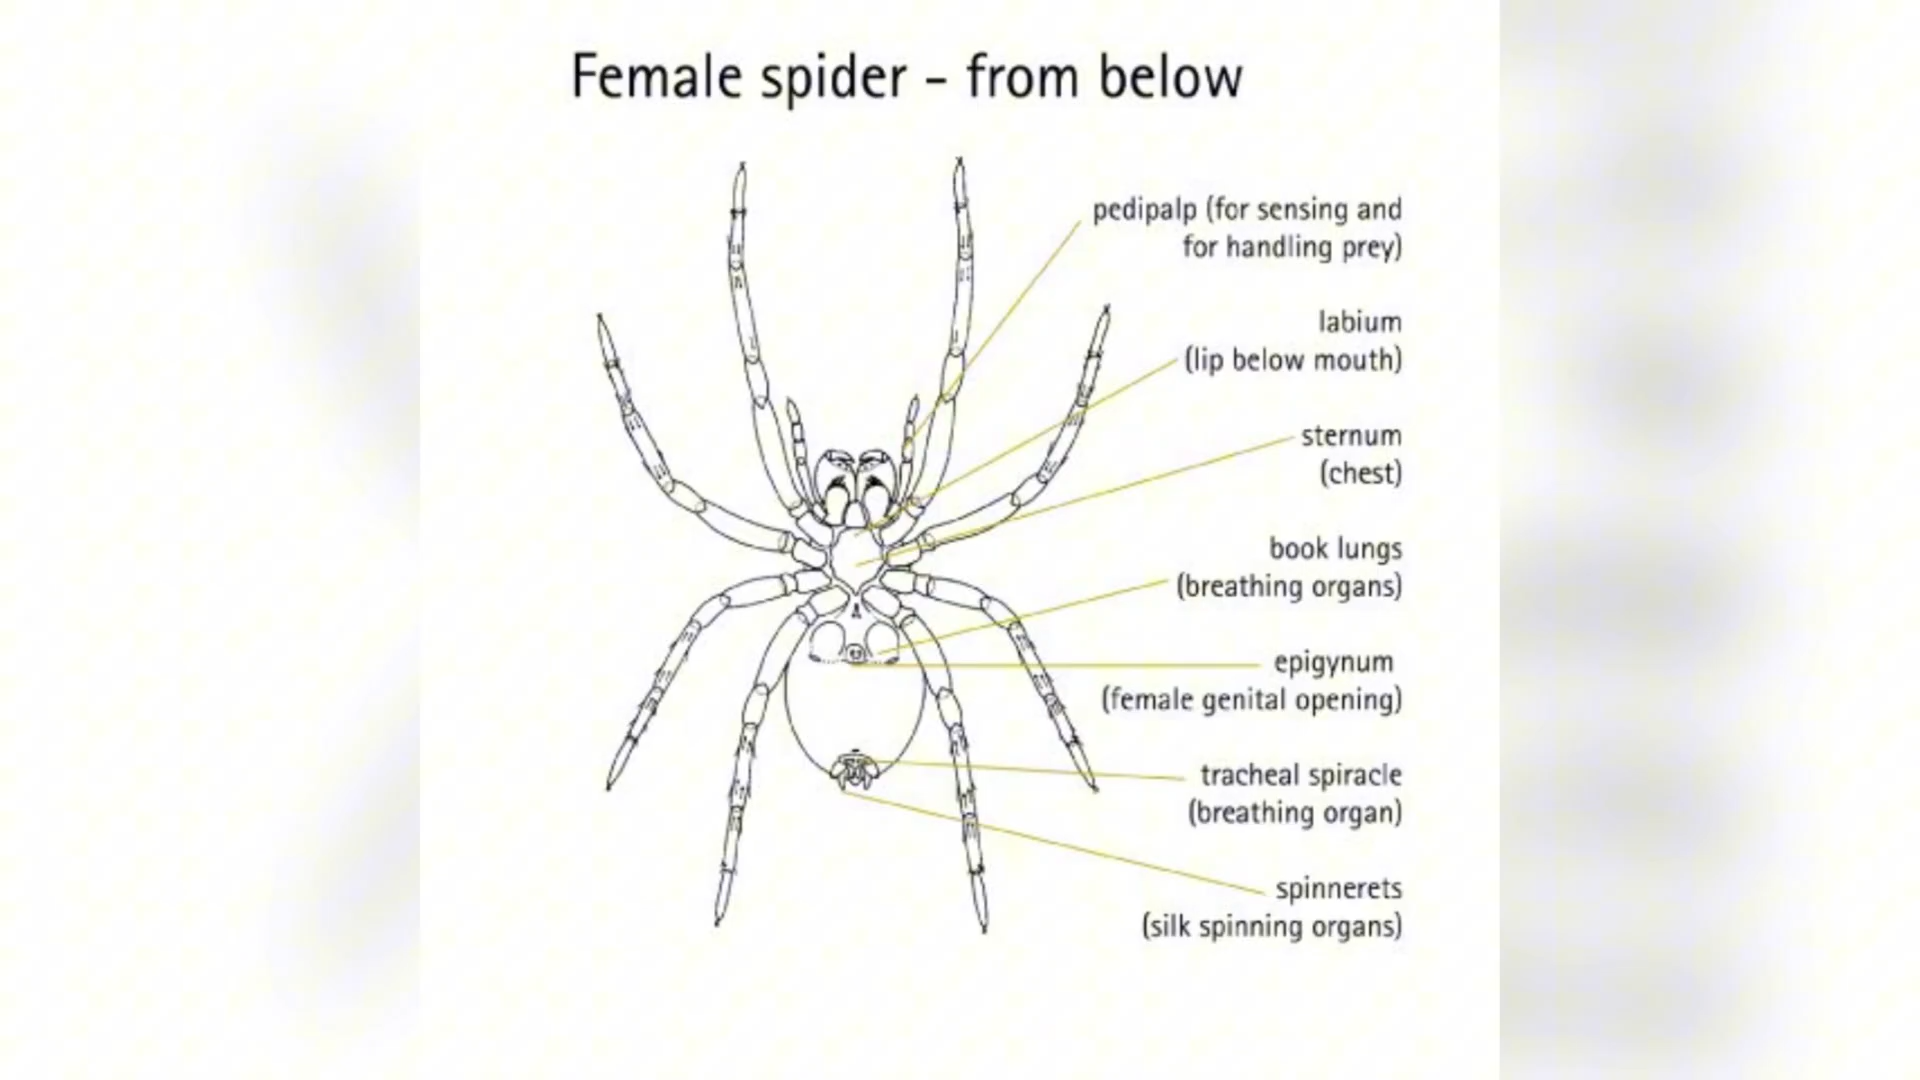 Female spider - from below
pedipalp (for sensing and
for handling prey)
labium
(lip below mouth)
sternum
(chest)
book lungs
(breathing organs)
epigynum
(female genital opening)
tracheal spiracle
(breathing organ)
spinnerets
(silk spinning organs)